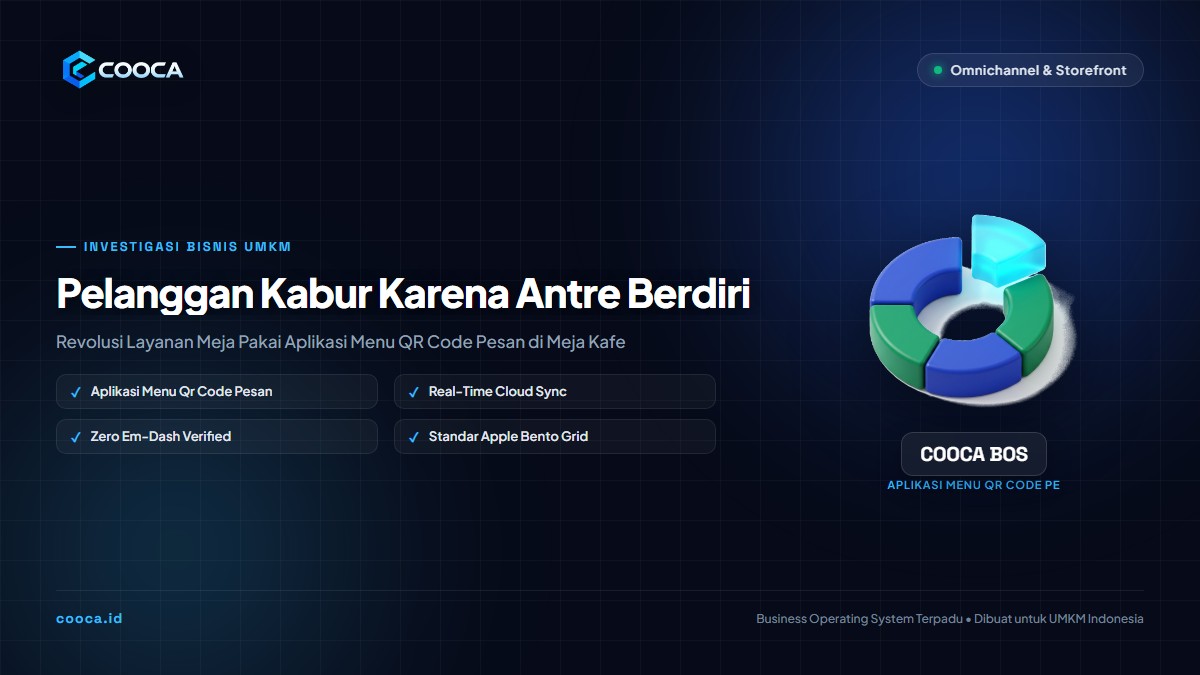 COOCA
Omnichannel & Storefront
INVESTIGASI BISNIS UMKM
Pelanggan Kabur Karena Antre Berdiri
Revolusi Layanan Meja Pakai Aplikasi Menu QR Code Pesan di Meja Kafe
✓ Aplikasi Menu Qr Code Pesan
✓ Real-Time Cloud Sync
✓ Zero Em-Dash Verified
✓ Standar Apple Bento Grid
COOCA BOS
APLIKASI MENU QR CODE PE
cooca.id
Business Operating System Terpadu • Dibuat untuk UMKM Indonesia